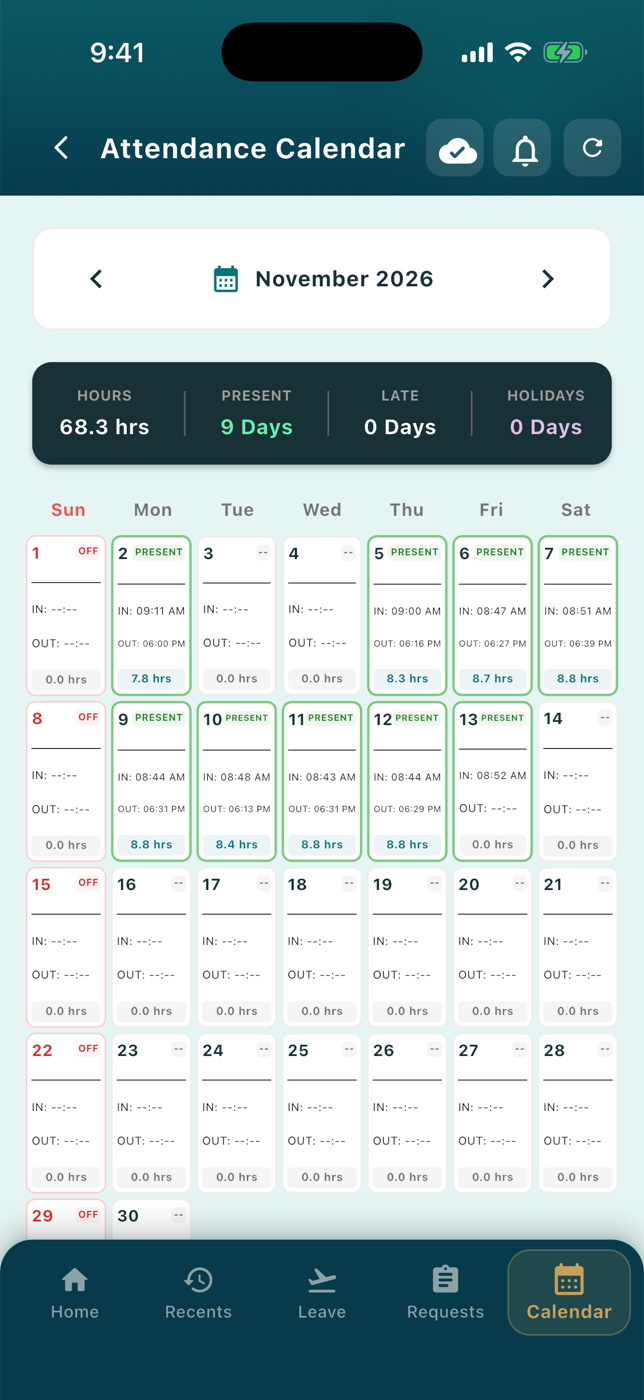 9:41
Attendance Calendar
November 2026
HOURS PRESENT LATE HOLIDAYS
68.3 hrs 9 Days 0 Days 0 Days
Sun Mon Tue Wed Thu Fri Sat
1 OFF 2 PRESENT 3 -- 4 -- 5 PRESENT 6 PRESENT 7 PRESENT
IN: --:-- IN: 09:11 AM IN: --:-- IN: --:-- IN: 09:00 AM IN: 08:47 AM IN: 08:51 AM
OUT: --:-- OUT: 06:00 PM OUT: --:-- OUT: --:-- OUT: 06:16 PM OUT: 06:27 PM OUT: 06:39 PM
0.0 hrs 7.8 hrs 0.0 hrs 0.0 hrs 8.3 hrs 8.7 hrs 8.8 hrs
8 OFF 9 PRESENT 10 PRESENT 11 PRESENT 12 PRESENT 13 PRESENT 14 --
IN: --:-- IN: 08:44 AM IN: 08:48 AM IN: 08:43 AM IN: 08:44 AM IN: 08:52 AM IN: --:--
OUT: --:-- OUT: 06:31 PM OUT: 06:13 PM OUT: 06:31 PM OUT: 06:29 PM OUT: --:-- OUT: --:--
0.0 hrs 8.8 hrs 8.4 hrs 8.8 hrs 8.8 hrs 0.0 hrs 0.0 hrs
15 OFF 16 -- 17 -- 18 -- 19 -- 20 -- 21 --
IN: --:-- IN: --:-- IN: --:-- IN: --:-- IN: --:-- IN: --:-- IN: --:--
OUT: --:-- OUT: --:-- OUT: --:-- OUT: --:-- OUT: --:-- OUT: --:-- OUT: --:--
0.0 hrs 0.0 hrs 0.0 hrs 0.0 hrs 0.0 hrs 0.0 hrs 0.0 hrs
22 OFF 23 -- 24 -- 25 -- 26 -- 27 -- 28 --
IN: --:-- IN: --:-- IN: --:-- IN: --:-- IN: --:-- IN: --:-- IN: --:--
OUT: --:-- OUT: --:-- OUT: --:-- OUT: --:-- OUT: --:-- OUT: --:-- OUT: --:--
0.0 hrs 0.0 hrs 0.0 hrs 0.0 hrs 0.0 hrs 0.0 hrs 0.0 hrs
29 OFF 30 --
Home Recents Leave Requests Calendar